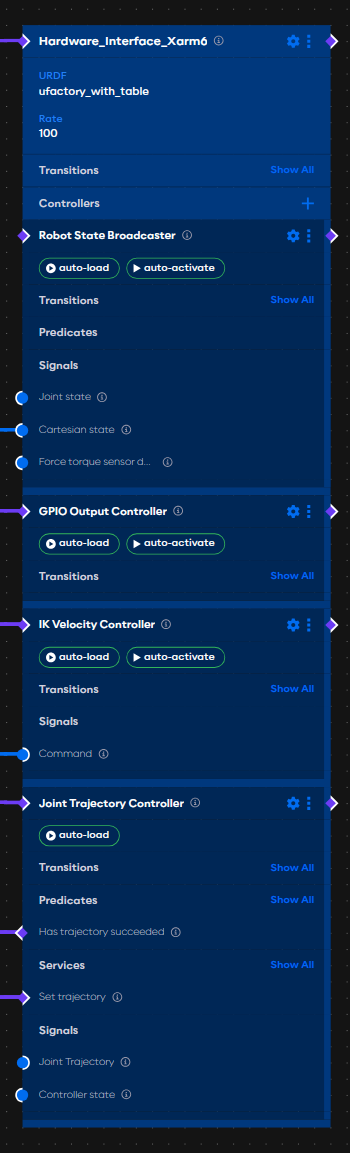 Hardware_Interface_Xarm6
URDF
ufactory_with_table
Rate
100
Transitions Show All
Controllers
Robot State Broadcaster
auto-load auto-activate
Transitions Show All
Predicates
Signals
Joint state
Cartesian state
Force torque sensor d...
GPIO Output Controller
auto-load auto-activate
Transitions Show All
IK Velocity Controller
auto-load auto-activate
Transitions Show All
Signals
Command
Joint Trajectory Controller
auto-load
Transitions Show All
Predicates Show All
Has trajectory succeeded
Services Show All
Set trajectory
Signals
Joint Trajectory
Controller state